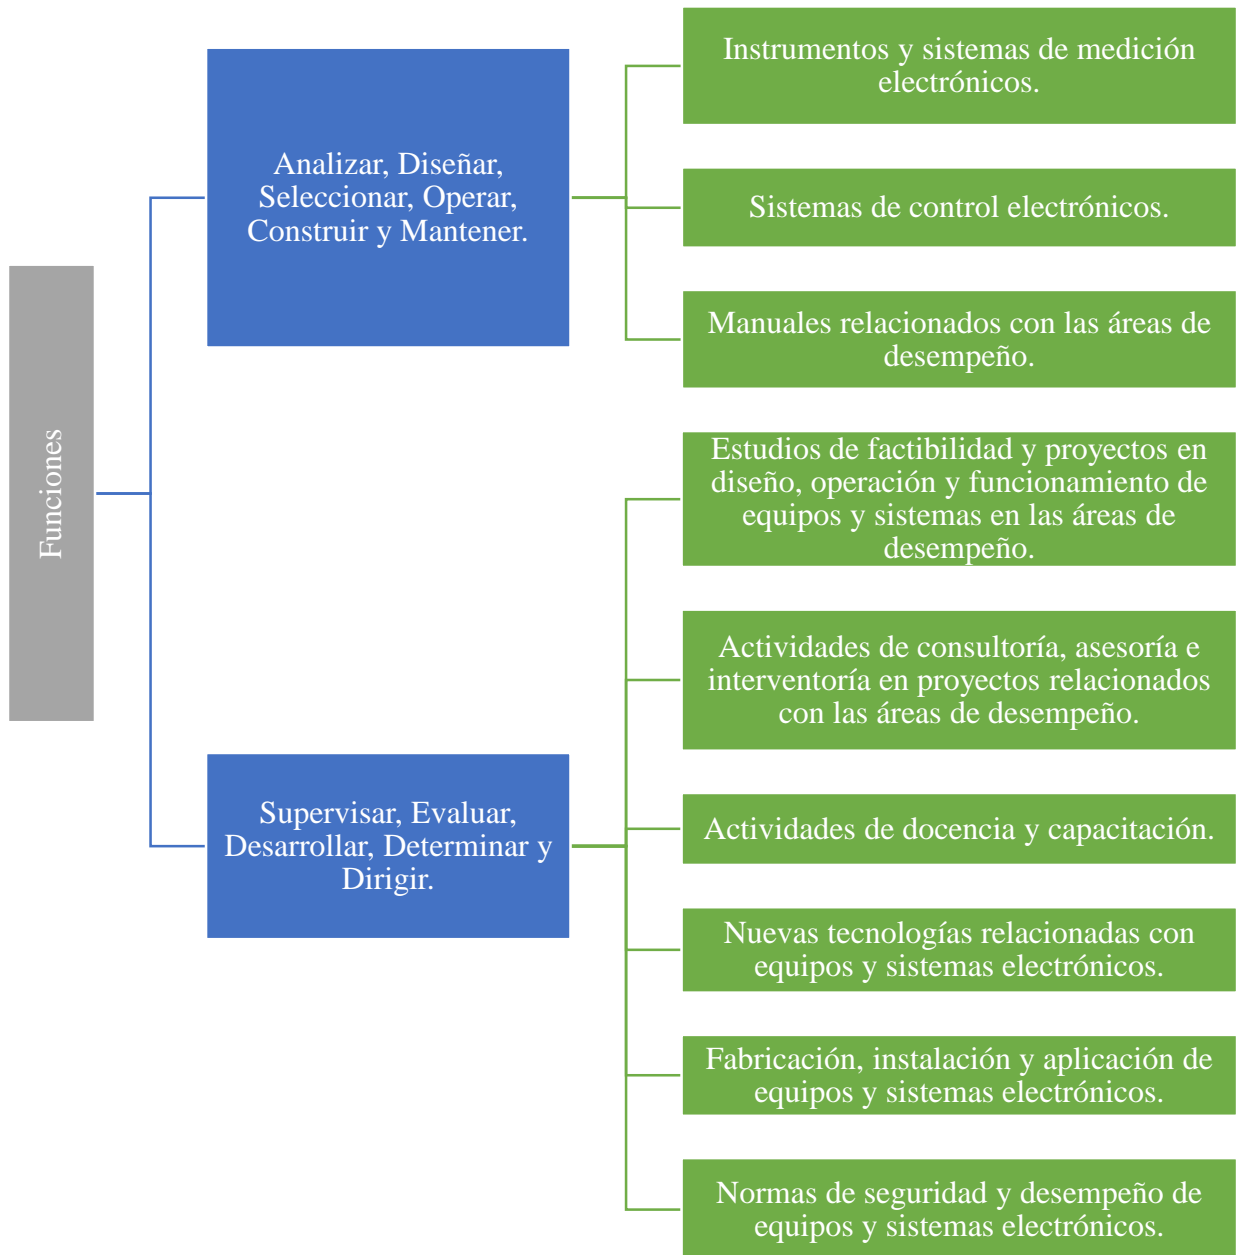 Funciones
Analizar, Diseñar,
Seleccionar, Operar,
Construir y Mantener.
Instrumentos y sistemas de medición
electrónicos.
Sistemas de control electrónicos.
Manuales relacionados con las áreas de
desempeño.
Supervisar, Evaluar,
Desarrollar, Determinar y
Dirigir.
Estudios de factibilidad y proyectos en
diseño, operación y funcionamiento de
equipos y sistemas en las áreas de
desempeño.
Actividades de consultoría, asesoría e
interventoría en proyectos relacionados
con las áreas de desempeño.
Actividades de docencia y capacitación.
Nuevas tecnologías relacionadas con
equipos y sistemas electrónicos.
Fabricación, instalación y aplicación de
equipos y sistemas electrónicos.
Normas de seguridad y desempeño de
equipos y sistemas electrónicos.